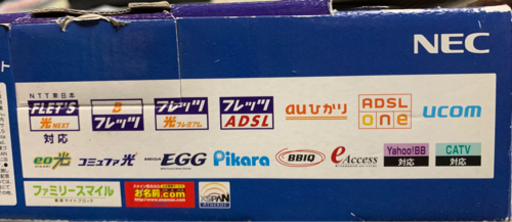 ト
NEC
NTT東日本
FLET'S 光NEXT 対応
B フレッツ
フレッツ 光プレミアム
フレッツ ADSL
auひかり
ADSL one
ucom
eo光
コミュファ光
MEGA EGG
Pikara
BBIQ
eAccess
Yahoo!BB 対応
CATV 対応
ファミリースマイル
お名前.com
XSPAN